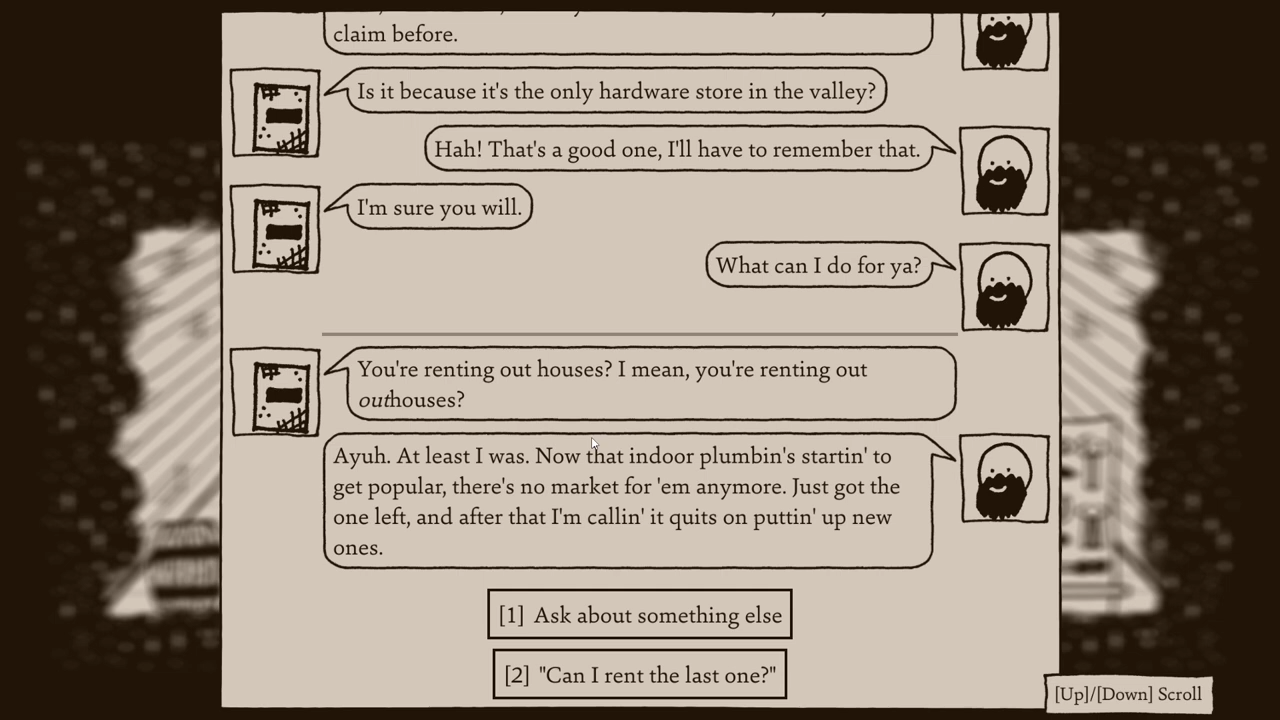 claim before.
Is it because it's the only hardware store in the valley?
Hah! That's a good one, I'll have to remember that.
I'm sure you will.
What can I do for ya?
You're renting out houses? I mean, you're renting out
outhouses?
Ayuh. At least I was. Now that indoor plumbin's startin' to
get popular, there's no market for 'em anymore. Just got the
one left, and after that I'm callin' it quits on puttin' up new
ones.
[1] Ask about something else
[2] "Can I rent the last one?"
[Up]/[Down] Scroll